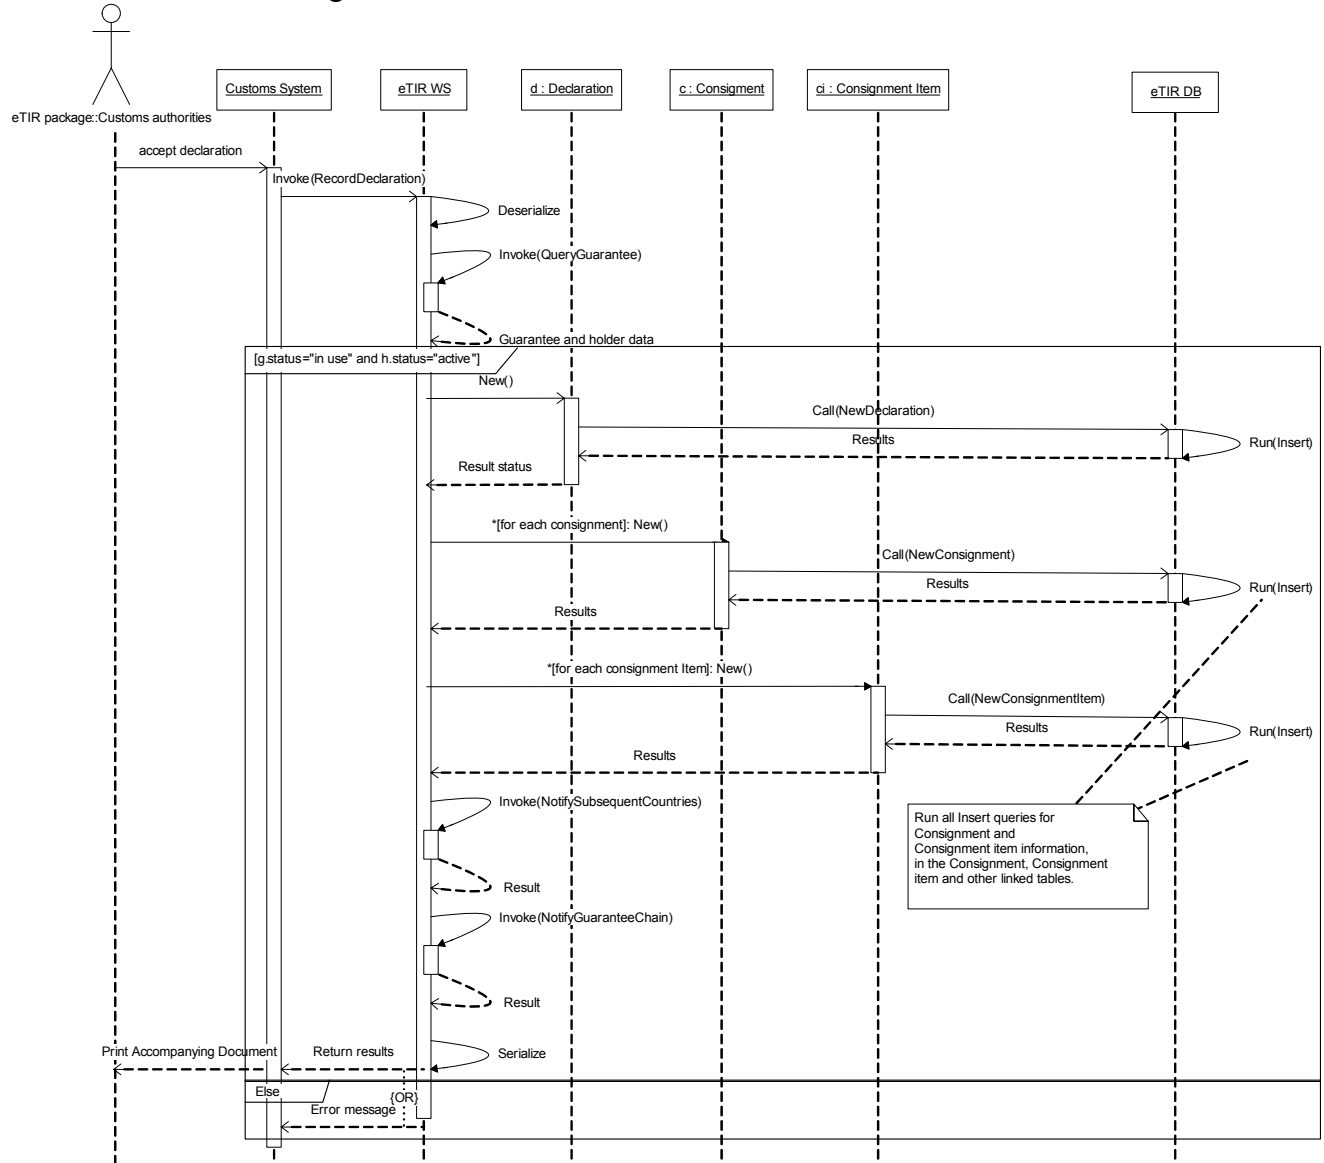 Customs System
eTIR WS
d : Declaration
c : Consigment
ci : Consignment Item
eTIR DB
eTIR package::Customs authorities
accept declaration
Invoke(RecordDeclaration)
Deserialize
Invoke(QueryGuarantee)
Guarantee and holder data
[g.status="in use" and h.status="active"]
New()
Call(NewDeclaration)
Results
Run(Insert)
Result status
*[for each consignment]: New()
Call(NewConsignment)
Results
Run(Insert)
Results
*[for each consignment Item]: New()
Call(NewConsignmentItem)
Results
Run(Insert)
Results
Invoke(NotifySubsequentCountries)
Run all Insert queries for
Consignment and
Consignment item information,
in the Consignment, Consignment
item and other linked tables.
Result
Invoke(NotifyGuaranteeChain)
Result
Print Accompanying Document
Return results
Serialize
Else
{OR}
Error message